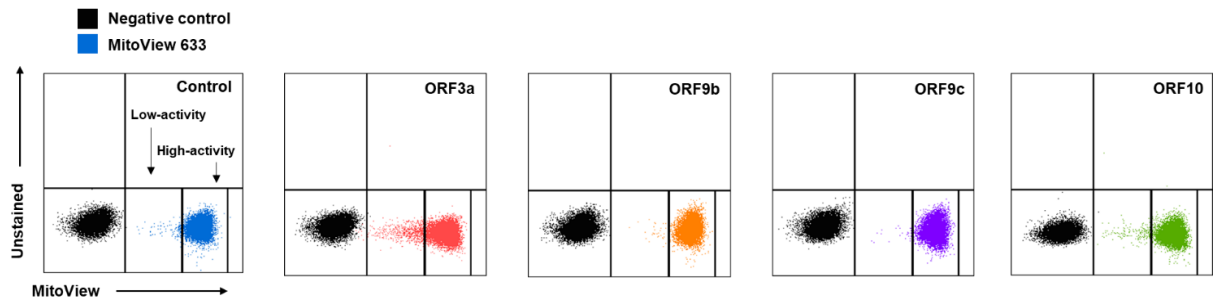 Negative control
MitoView 633
Control
ORF3a
ORF9b
ORF9c
ORF10
Low-activity
High-activity
Unstained
MitoView